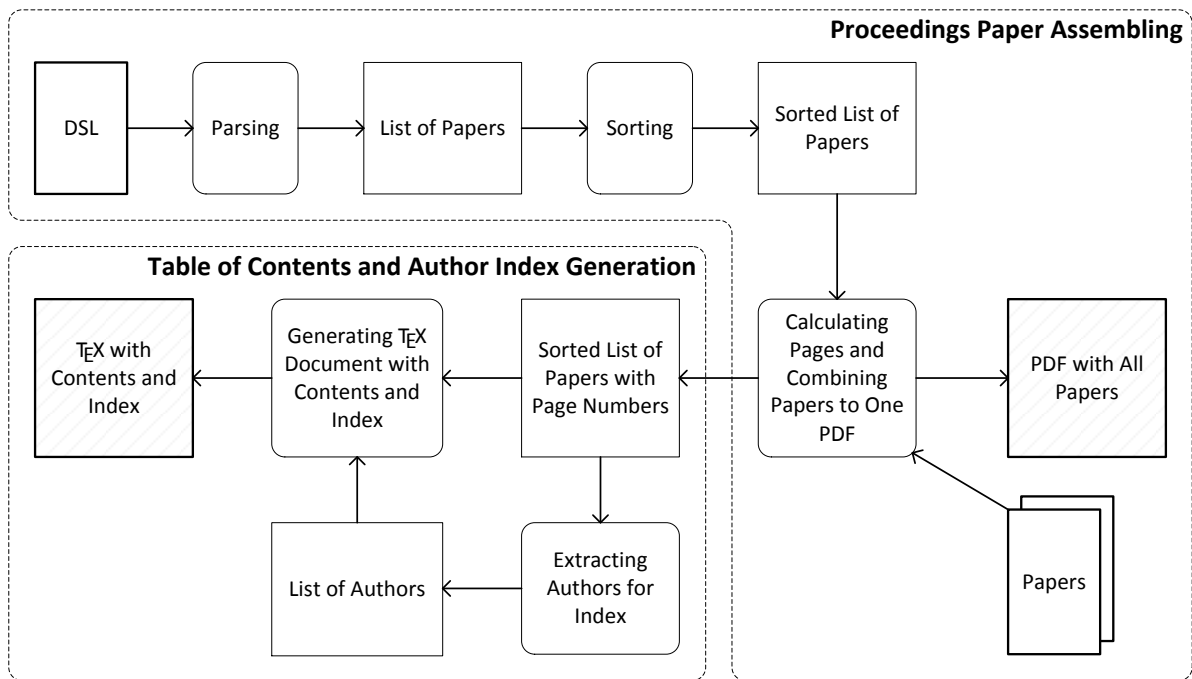 Proceedings Paper Assembling
DSL
Parsing
List of Papers
Sorting
Sorted List of
Papers
Table of Contents and Author Index Generation
TEX with
Contents and
Index
Generating TEX
Document with
Contents and
Index
Sorted List of
Papers with
Page Numbers
Calculating
Pages and
Combining
Papers to One
PDF
PDF with All
Papers
List of Authors
Extracting
Authors for
Index
Papers